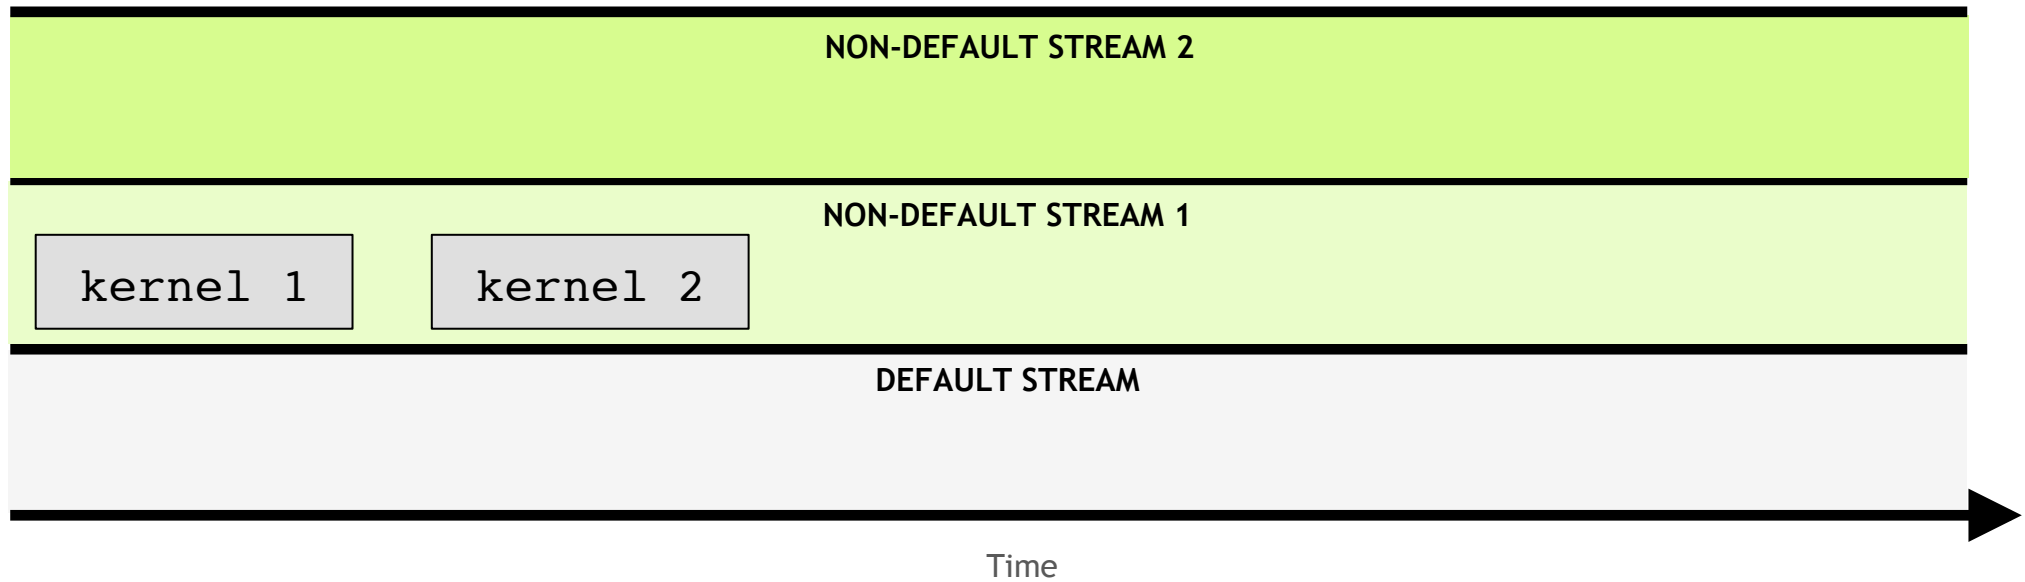 NON-DEFAULT STREAM 2
NON-DEFAULT STREAM 1
kernel 1
kernel 2
DEFAULT STREAM
Time